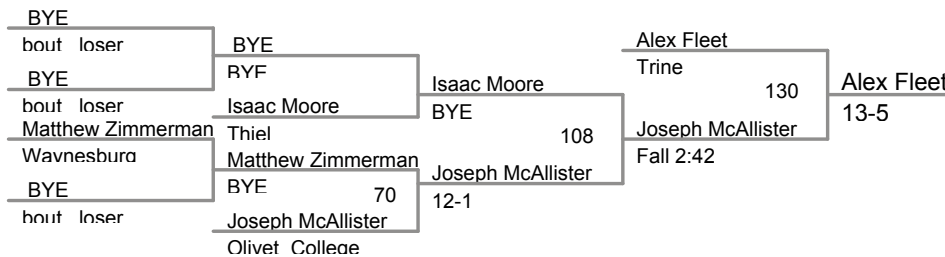 BYE
bout loser
BYE
bout loser
Matthew Zimmerman
Waynesburg
BYE
bout loser
BYE
BYE
Isaac Moore
Thiel
Matthew Zimmerman
BYE
70
Joseph McAllister
Olivet College
Isaac Moore
BYE
108
Joseph McAllister
12-1
Alex Fleet
Trine
130
Joseph McAllister
Fall 2:42
Alex Fleet
13-5